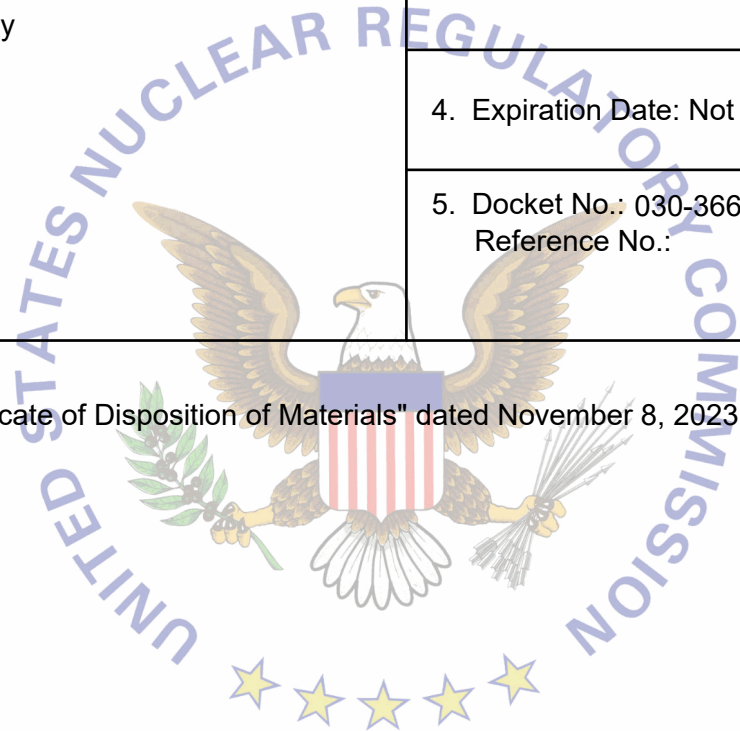 y
4. Expiration Date: Not
5. Docket No.: 030-366
Reference No.:
cate of Disposition of Materials" dated November 8, 2023
UNITED STATES NUCLEAR REGULATORY COMMISSION